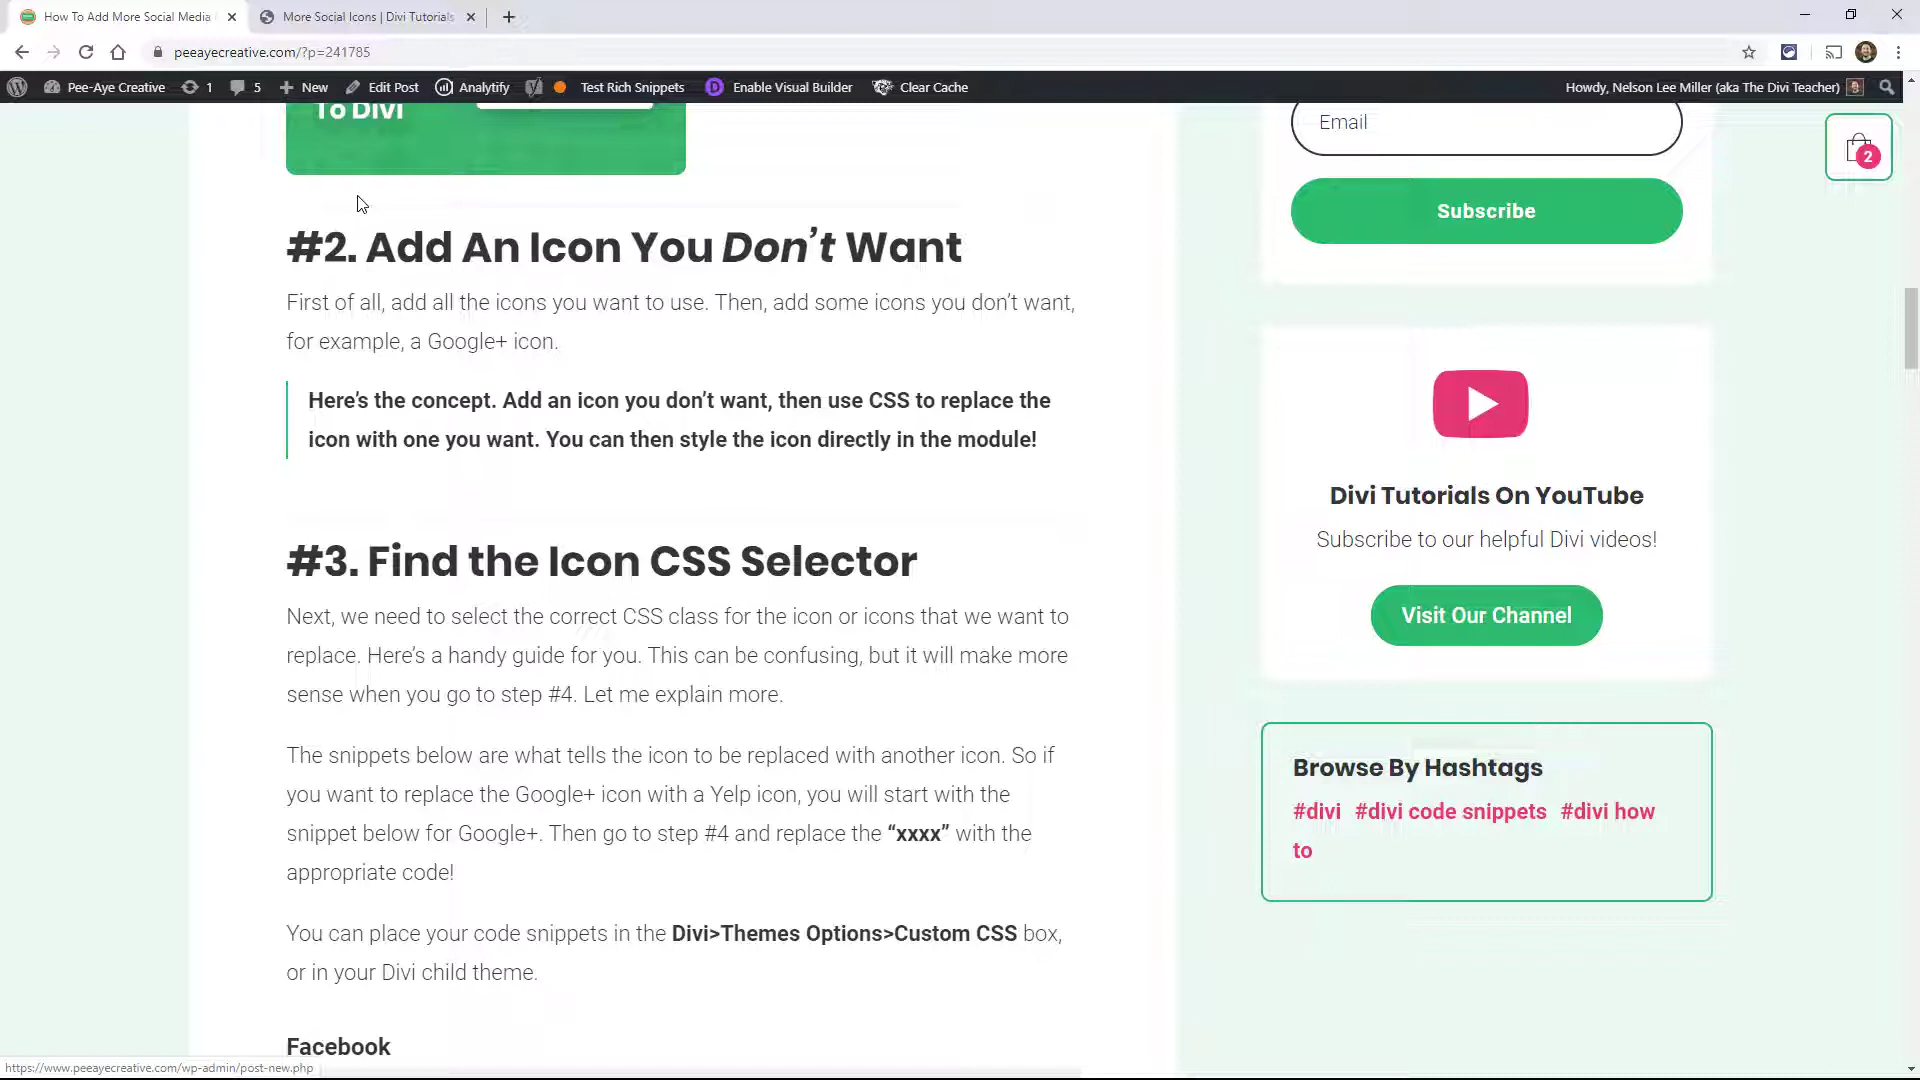 How To Add More Social Media
More Social Icons | Divi Tutorials
peeayecreative.com/?p=241785
Pee-Aye Creative
1
5
New
Edit Post
Analytify
Test Rich Snippets
D
Enable Visual Builder
Clear Cache
Howdy, Nelson Lee Miller (aka The Divi Teacher)
To Divi
#2. Add An Icon You Don't Want
First of all, add all the icons you want to use. Then, add some icons you don't want,
for example, a Google+ icon.
Here's the concept. Add an icon you don't want, then use CSS to replace the
icon with one you want. You can then style the icon directly in the module!
#3. Find the Icon CSS Selector
Next, we need to select the correct CSS class for the icon or icons that we want to
replace. Here's a handy guide for you. This can be confusing, but it will make more
sense when you go to step #4. Let me explain more.
The snippets below are what tells the icon to be replaced with another icon. So if
you want to replace the Google+ icon with a Yelp icon, you will start with the
snippet below for Google+. Then go to step #4 and replace the “xxxx” with the
appropriate code!
You can place your code snippets in the Divi>Themes Options>Custom CSS box,
or in your Divi child theme.
Facebook
Email
Subscribe
2
Divi Tutorials On YouTube
Subscribe to our helpful Divi videos!
Visit Our Channel
Browse By Hashtags
#divi #divi code snippets #divi how
to
https://www.peeayecreative.com/wp-admin/post-new.php